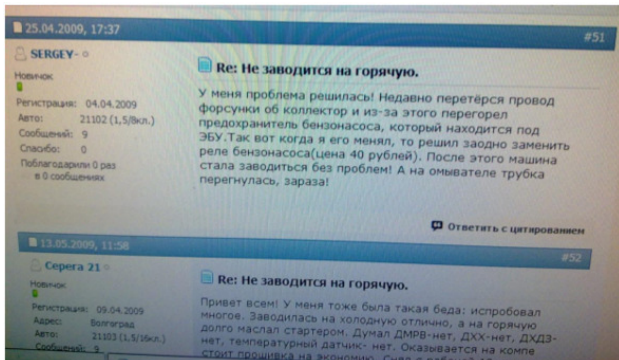 25.04.2009, 17:37
#51
SERGEY-
Новичок
Регистрация: 04.04.2009
Авто: 21102 (1,5/8кл.)
Сообщений: 9
Спасибо: 0
Поблагодарили 0 раз
в 0 сообщениях
Re: Не заводится на горячую.
У меня проблема решилась! Недавно перетёрся провод
форсунки об коллектор и из-за этого перегорел
предохранитель бензонасоса, который находится под
ЭБУ.Так вот когда я его менял, то решил заодно заменить
реле бензонасоса(цена 40 рублей). После этого машина
стала заводиться без проблем! А на омывателе трубка
перегнулась, зараза!
Ответить с цитированием
13.05.2009, 11:58
#52
Серега 21
Новичок
Регистрация: 09.04.2009
Адрес: Болгоград
Авто: 21103 (1,5/16кл.)
Сообщений: 9
Re: Не заводится на горячую.
Привет всем! У меня тоже была такая беда: испробовал
многое. Заводилась на холодную отлично, а на горячую
долго маслал стартером. Думал ДМРВ-нет, ДХХ-нет, ДХДЗ-
нет, температурный датчик- нет. Оказывается на компе
стоит прошивка на экономию.